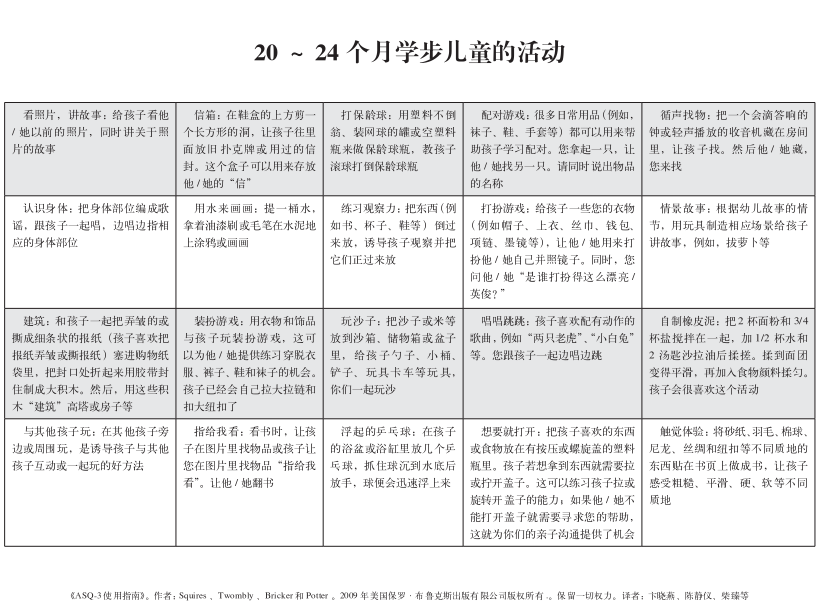 20 ~ 24 个月学步儿童的活动
看照片，讲故事：给孩子看他
/ 她以前的照片，同时讲关于照
片的故事
信箱：在鞋盒的上方剪一
个长方形的洞，让孩子往里
面放旧扑克牌或用过的信
封。这个盒子可以用来存放
他 / 她的“信”
打保龄球：用塑料不倒
翁、装网球的罐或空塑料
瓶来做保龄球瓶，教孩子
滚球打倒保龄球瓶
配对游戏：很多日常用品（例如，
袜子、鞋、手套等）都可以用来帮
助孩子学习配对。您拿起一只，让
他 / 她找另一只。请同时说出物品
的名称
循声找物：把一个会滴答响的
钟或轻声播放的收音机藏在房间
里，让孩子找。然后他 / 她藏，
您来找
认识身体：把身体部位编成歌
谣，跟孩子一起唱，边唱边指相
应的身体部位
用水来画画：提一桶水，
拿着油漆刷或毛笔在水泥地
上涂鸦或画画
练习观察力：把东西（例
如书、杯子、鞋等）倒过
来放，诱导孩子观察并把
它们正过来放
打扮游戏：给孩子一些您的衣物
（例如帽子、上衣、丝巾、钱包、
项链、墨镜等），让他 / 她用来打
扮他 / 她自己并照镜子。同时，您
问他 / 她“是谁打扮得这么漂亮 /
英俊？”
情景故事：根据幼儿故事的情
节，用玩具制造相应场景给孩子
讲故事，例如，拔萝卜等
建筑：和孩子一起把弄皱的或
撕成细条状的报纸（孩子喜欢把
报纸弄皱或撕报纸）塞进购物纸
袋里，把封口处折起来用胶带封
住制成大积木。然后，用这些积
木“建筑”高塔或房子等
装扮游戏：用衣物和饰品
与孩子玩装扮游戏，这可
以为他 / 她提供练习穿脱衣
服、裤子、鞋和袜子的机会。
孩子已经会自己拉大拉链和
扣大纽扣了
玩沙子：把沙子或米等
放到沙箱、储物箱或盆子
里，给孩子勺子、小桶、
铲子、玩具卡车等玩具，
你们一起玩沙
唱唱跳跳：孩子喜欢配有动作的
歌曲，例如“两只老虎”、“小白兔”
等。您跟孩子一起边唱边跳
自制橡皮泥：把 2 杯面粉和 3/4
杯盐搅拌在一起，加 1/2 杯水和
2 汤匙沙拉油后揉搓。揉到面团
变得平滑，再加入食物颜料揉匀。
孩子会很喜欢这个活动
与其他孩子玩：在其他孩子旁
边或周围玩，是诱导孩子与其他
孩子互动或一起玩的好方法
指给我看：看书时，让孩
子在图片里找物品或孩子让
您在图片里找物品“指给我
看”。让他 / 她翻书
浮起的乒乓球：在孩子
的浴盆或浴缸里放几个乒
乓球，抓住球沉到水底后
放手，球便会迅速浮上来
想要就打开：把孩子喜欢的东西
或食物放在有按压或螺旋盖的塑料
瓶里。孩子若想拿到东西就需要拉
或拧开盖子。这可以练习孩子拉或
旋转开盖子的能力；如果他 / 她不
能打开盖子就需要寻求您的帮助，
这就为你们的亲子沟通提供了机会
触觉体验：将砂纸、羽毛、棉球、
尼龙、丝绸和纽扣等不同质地的
东西贴在书页上做成书，让孩子
感受粗糙、平滑、硬、软等不同
质地
《ASQ-3 使用指南》。作者：Squires 、Twombly 、Bricker 和 Potter 。2009 年美国保罗 · 布鲁克斯出版有限公司版权所有 。保留一切权力。译者：卞晓燕、陈静仪、柴臻等